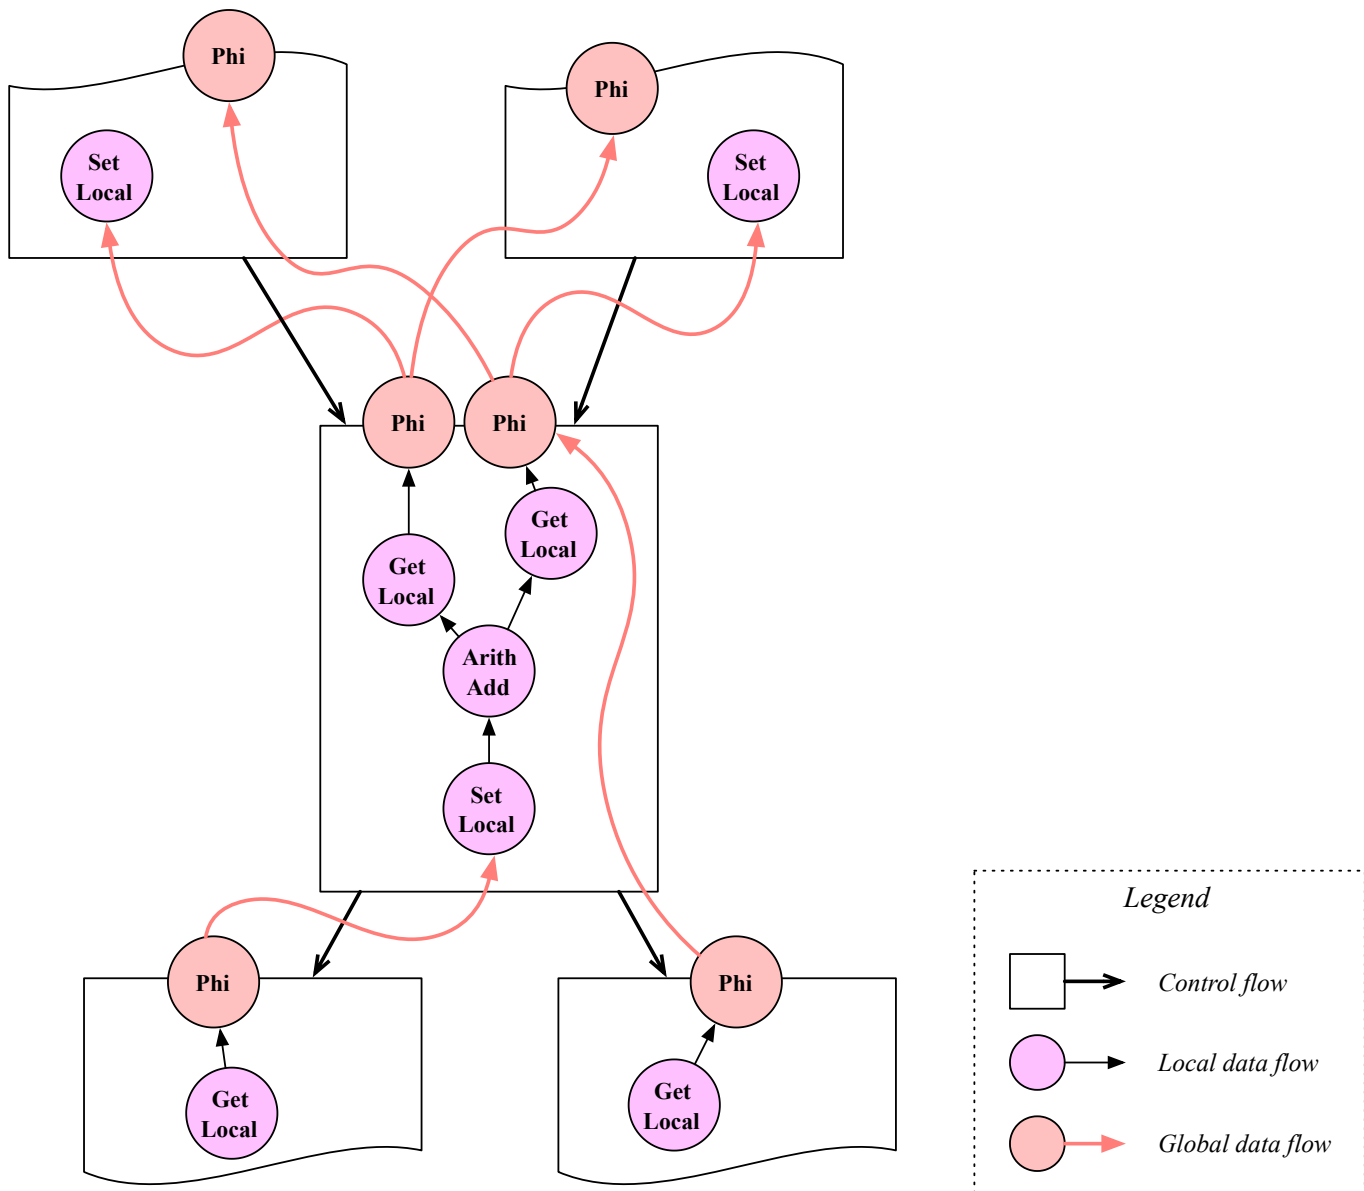 Phi
Phi
Set
Local
Set
Local
Phi
Phi
Get
Local
Get
Local
Arith
Add
Set
Local
Phi
Get
Local
Phi
Get
Local
Legend
Control flow
Local data flow
Global data flow